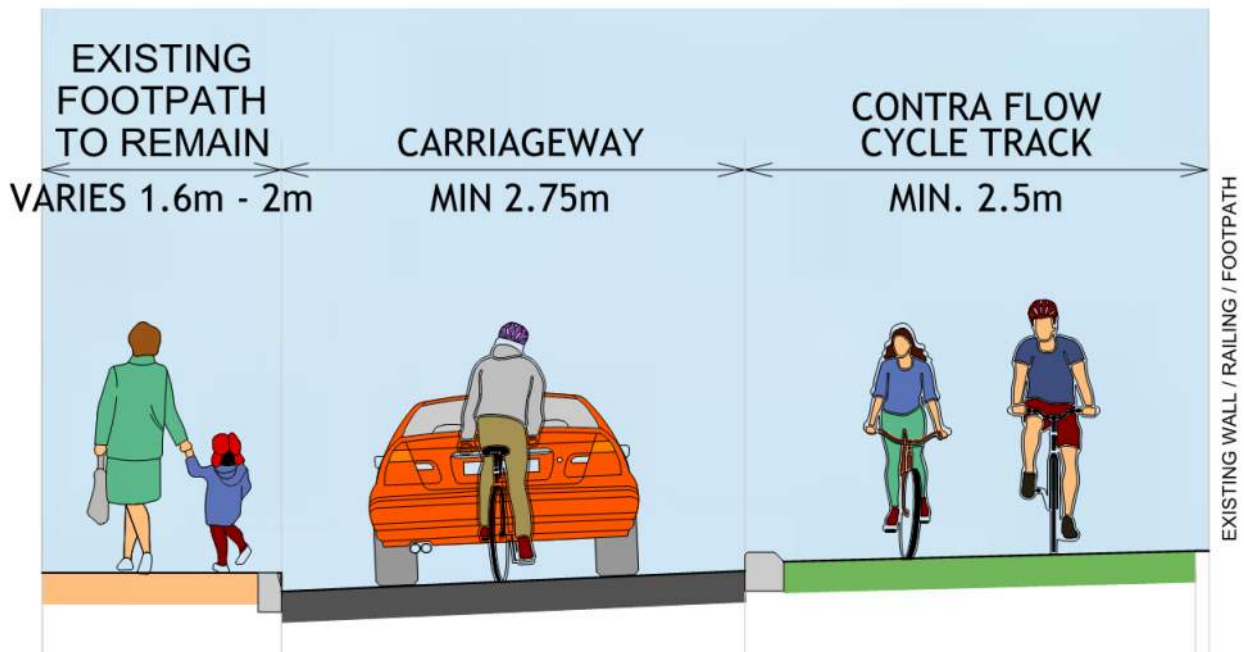 EXISTING
FOOTPATH
TO REMAIN
VARIES 1.6m - 2m
CARRIAGEWAY
MIN 2.75m
CONTRA FLOW
CYCLE TRACK
MIN. 2.5m
EXISTING WALL / RAILING / FOOTPATH